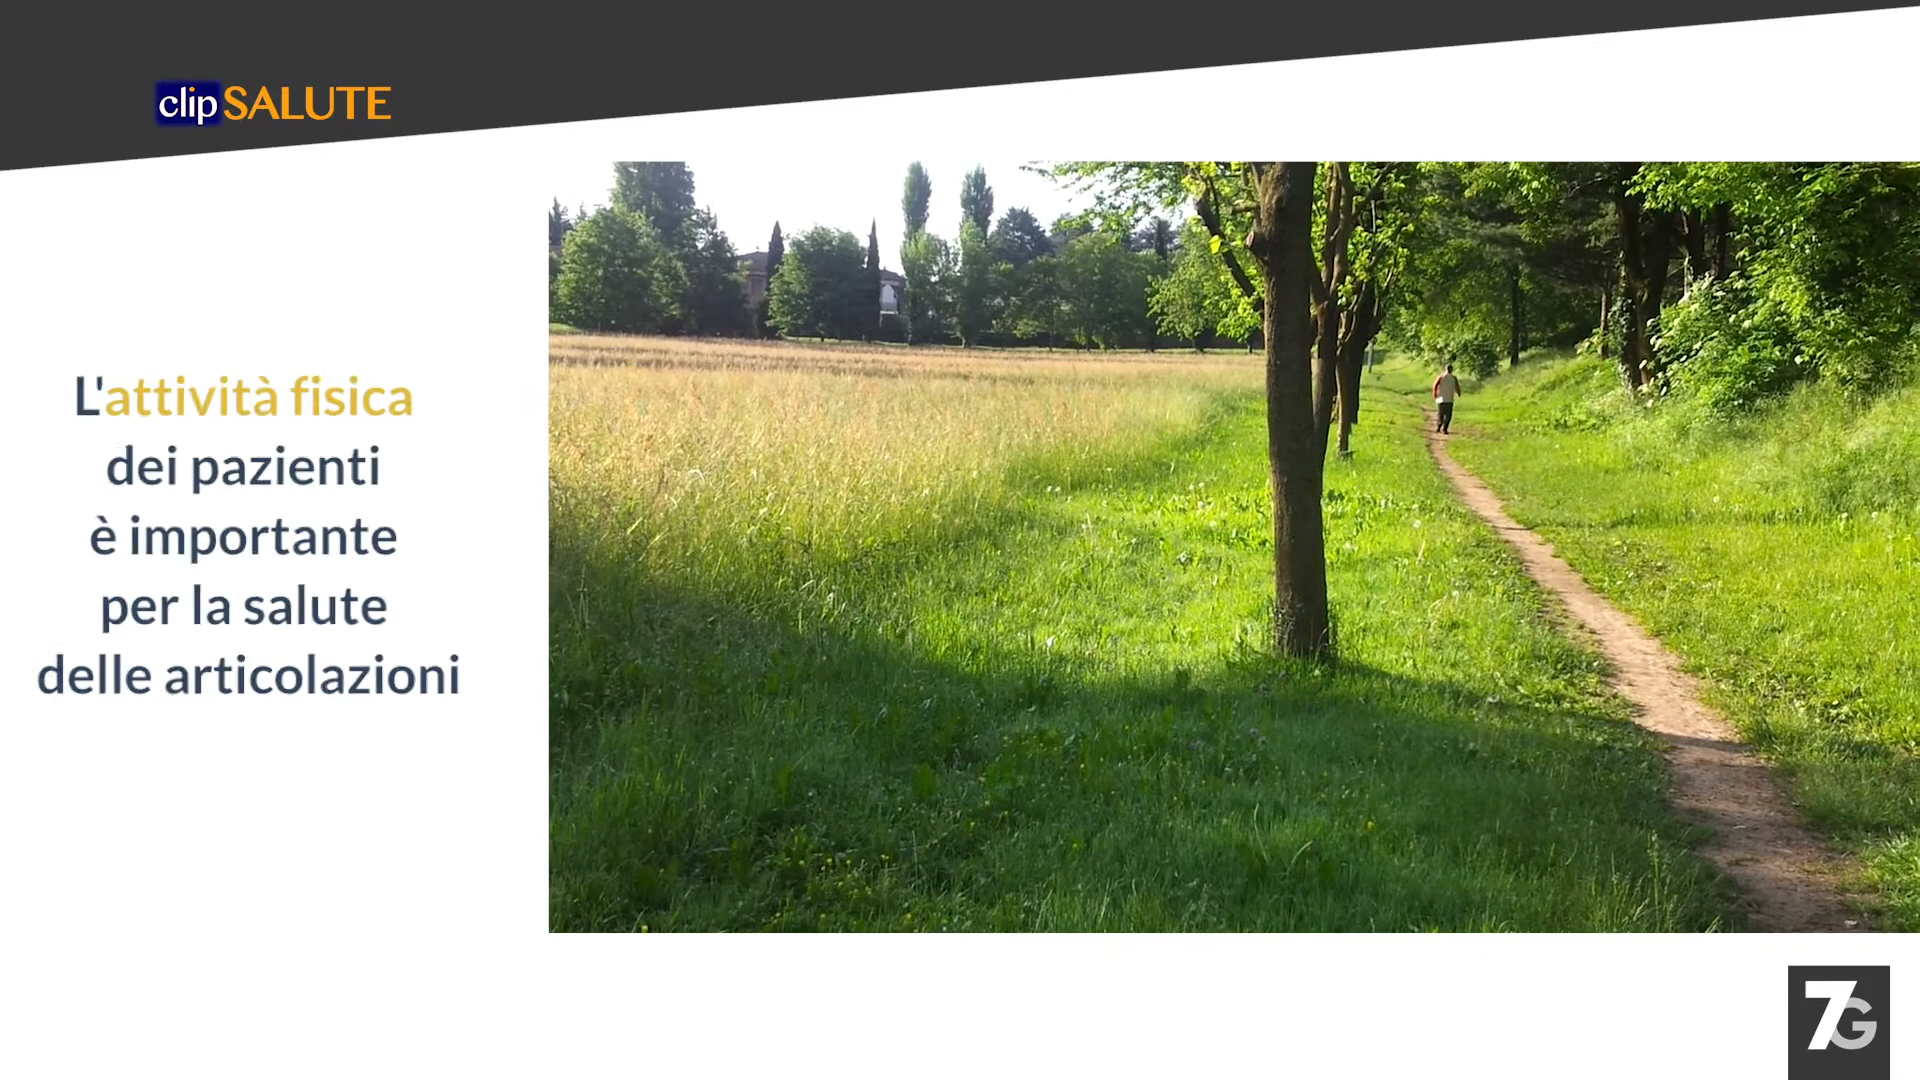 clipSALUTE
L'attività fisica
dei pazienti
è importante
per la salute
delle articolazioni
7G